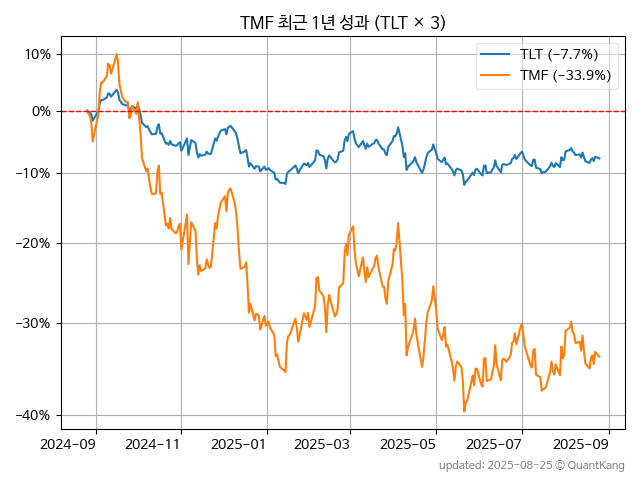 TMF 최근 1년 성과 (TLT × 3)
TLT (−7.7%)
TMF (−33.9%)
10%
0%
−10%
−20%
−30%
−40%
2024-09 2024-11 2025-01 2025-03 2025-05 2025-07 2025-09
updated: 2025-08-25 © QuantKang